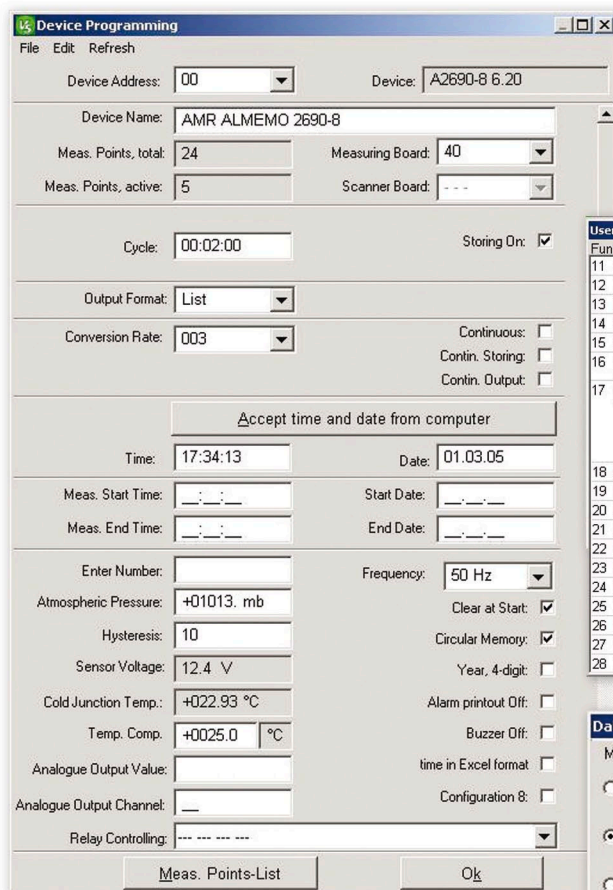 Device Programming
File Edit Refresh
Device Address: 00 Device: A2690-8 6.20
Device Name: AMR ALMEMO 2690-8
Meas. Points, total: 24 Measuring Board: 40
Meas. Points, active: 5 Scanner Board: - - -
Cycle: 00:02:00 Storing On:
Output Format: List
Conversion Rate: 003 Continuous:
Contin. Storing:
Contin. Output:
Accept time and date from computer
Time: 17:34:13 Date: 01.03.05
Meas. Start Time: __:__:__ Start Date: __.__.__
Meas. End Time: __:__:__ End Date: __.__.__
Enter Number: Frequency: 50 Hz
Atmospheric Pressure: +01013. mb Clear at Start:
Hysteresis: 10 Circular Memory:
Sensor Voltage: 12.4 V Year, 4-digit:
Cold Junction Temp.: +022.93 °C Alarm printout Off:
Temp. Comp. +0025.0 °C Buzzer Off:
Analogue Output Value: time in Excel format
Analogue Output Channel: __ Configuration 8:
Relay Controlling: --- --- --- ---
Meas. Points-List Ok
User
Fun
11
12
13
14
15
16
17
18
19
20
21
22
23
24
25
26
27
28
Da
M